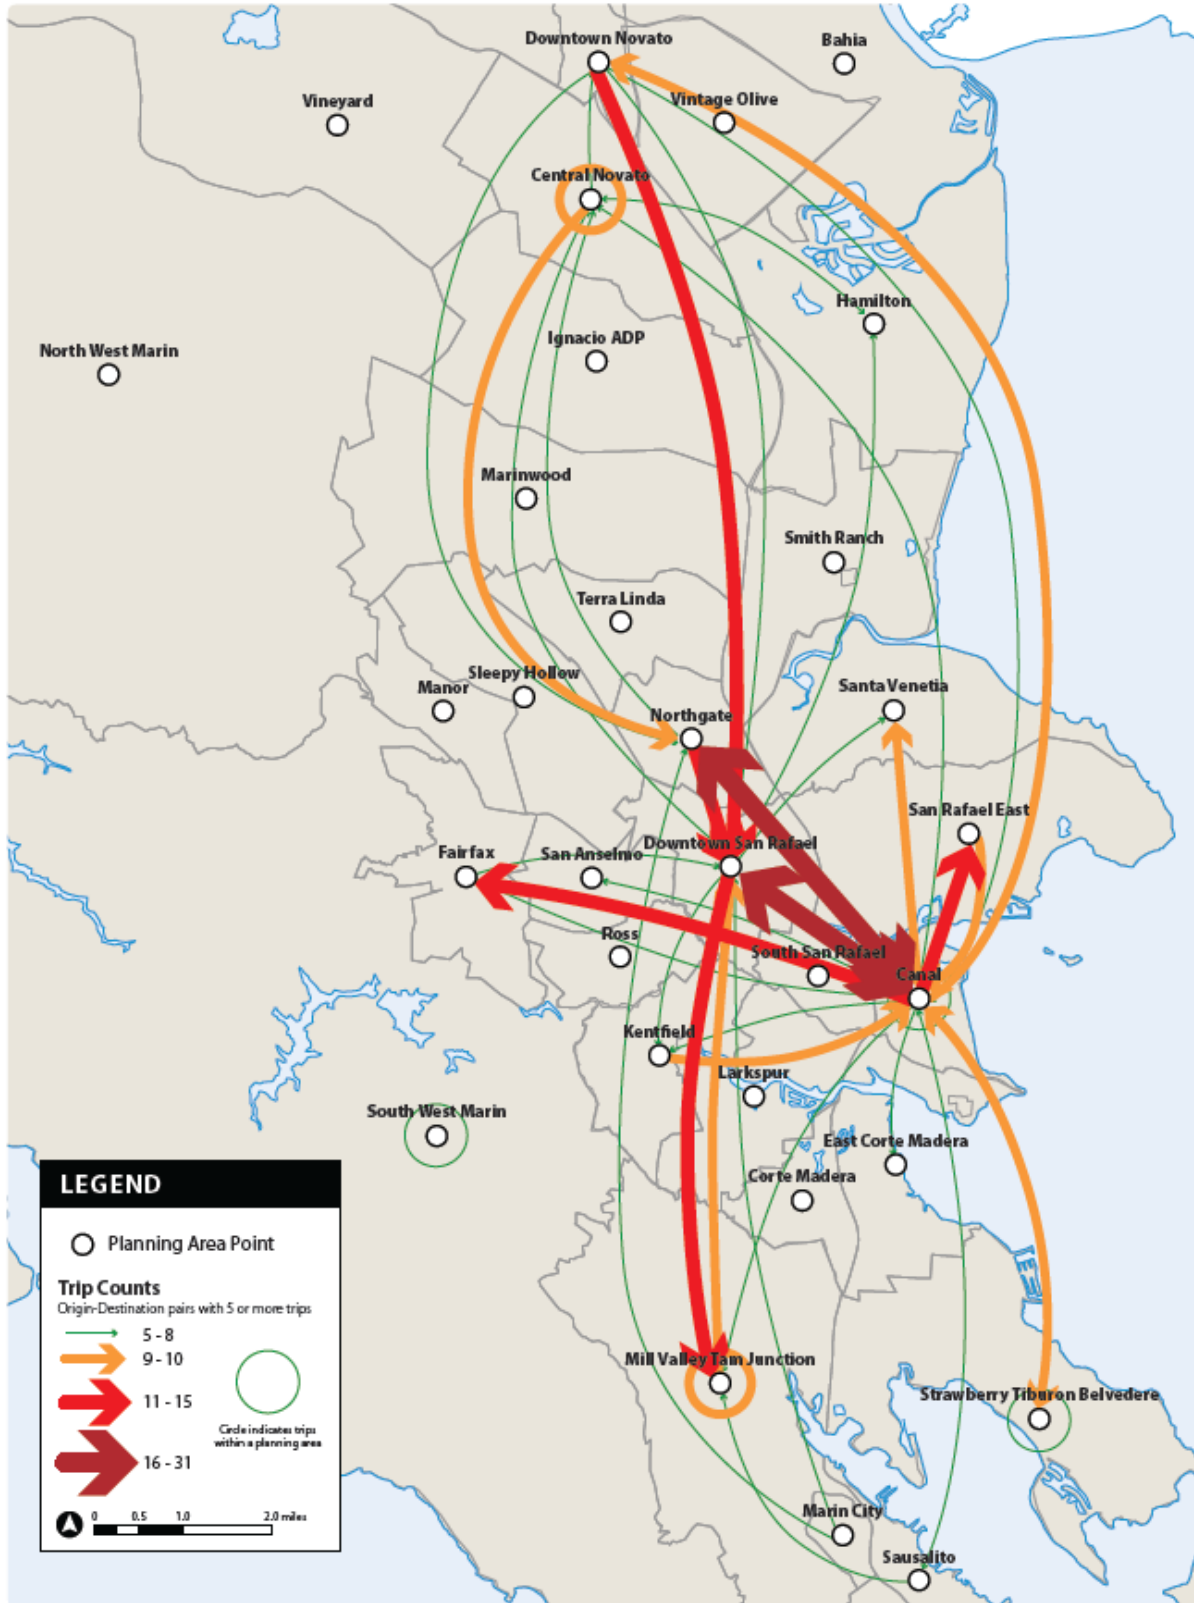 Downtown Novato
Bahia
Vineyard
Vintage Olive
Central Novato
Hamilton
Ignacio ADP
North West Marin
Marinwood
Smith Ranch
Terra Linda
Sleepy Hollow
Manor
Santa Venetia
Northgate
San Rafael East
Downtown San Rafael
Fairfax
San Anselmo
Ross
South San Rafael
Canal
Kentfield
Larkspur
South West Marin
East Corte Madera
Corte Madera
Mill Valley Tam Junction
Strawberry Tiburon Belvedere
Marin City
Sausalito
LEGEND
Planning Area Point
Trip Counts
Origin-Destination pairs with 5 or more trips
5 - 8
9 - 10
11 - 15
16 - 31
Circle indicates trips
within a planning area
0 0.5 1.0 2.0 miles